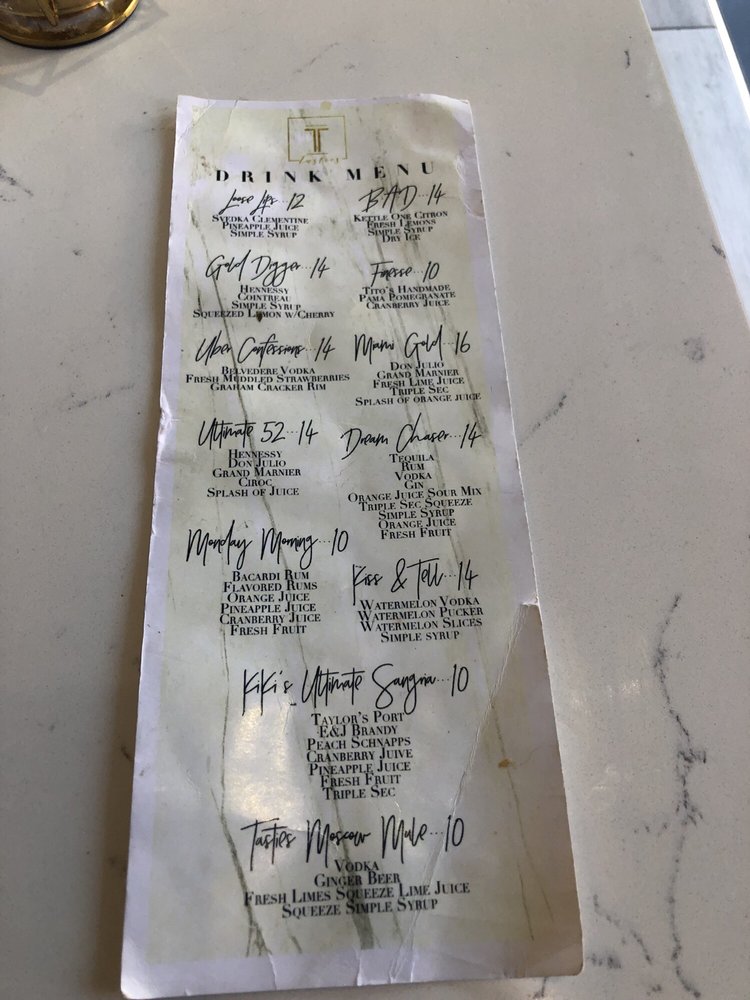 T
Tasties
DRINK MENU
Loose Lips...12
Svedka Clementine
Pineapple Juice
Simple Syrup
BAD...14
Kettle One Citron
Fresh Lemons
Simple Syrup
Dry Ice
Gold Digger...14
Hennessy
Cointreau
Simple Syrup
Squeezed Lemon w/Cherry
Finesse...10
Tito's Handmade
Pama Pomegranate
Cranberry Juice
Uber Confessions...14
Belvedere Vodka
Fresh Muddled Strawberries
Graham Cracker Rim
Mami Gold...16
Don Julio
Grand Marnier
Fresh Lime Juice
Triple Sec
Splash of orange juice
Ultimate 52...14
Hennessy
Don Julio
Grand Marnier
Ciroc
Splash of Juice
Dream Chaser...14
Tequila
Rum
Vodka
Gin
Orange Juice Sour Mix
Triple Sec Squeeze
Simple Syrup
Orange Juice
Fresh Fruit
Monday Morning...10
Bacardi Rum
Flavored Rums
Orange Juice
Pineapple Juice
Cranberry Juice
Fresh Fruit
Kiss & Tell...14
Watermelon Vodka
Watermelon Pucker
Watermelon Slices
Simple syrup
KiKi's Ultimate Sangria...10
Taylor's Port
E&J Brandy
Peach Schnapps
Cranberry Juive
Pineapple Juice
Fresh Fruit
Triple Sec
Tasties Moscow Mule...10
Vodka
Ginger Beer
Fresh Limes Squeeze Lime Juice
Squeeze Simple Syrup